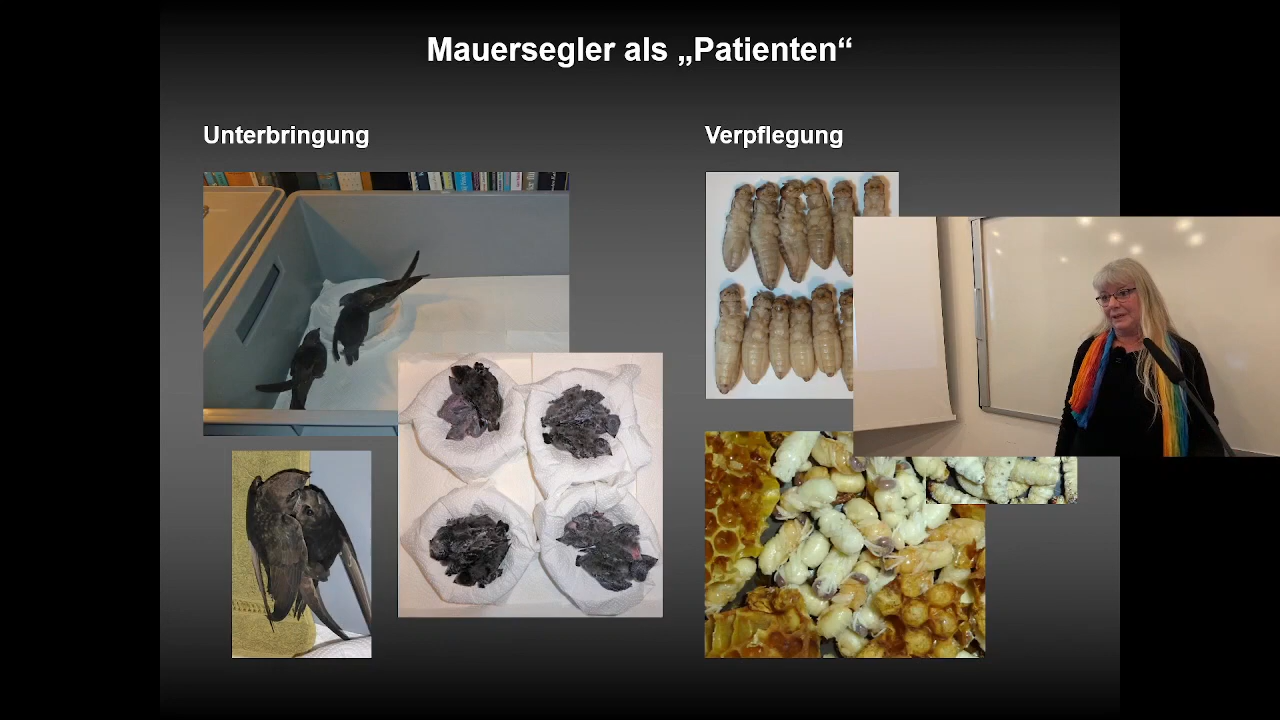 Mauersegler als „Patienten“
Unterbringung
Verpflegung